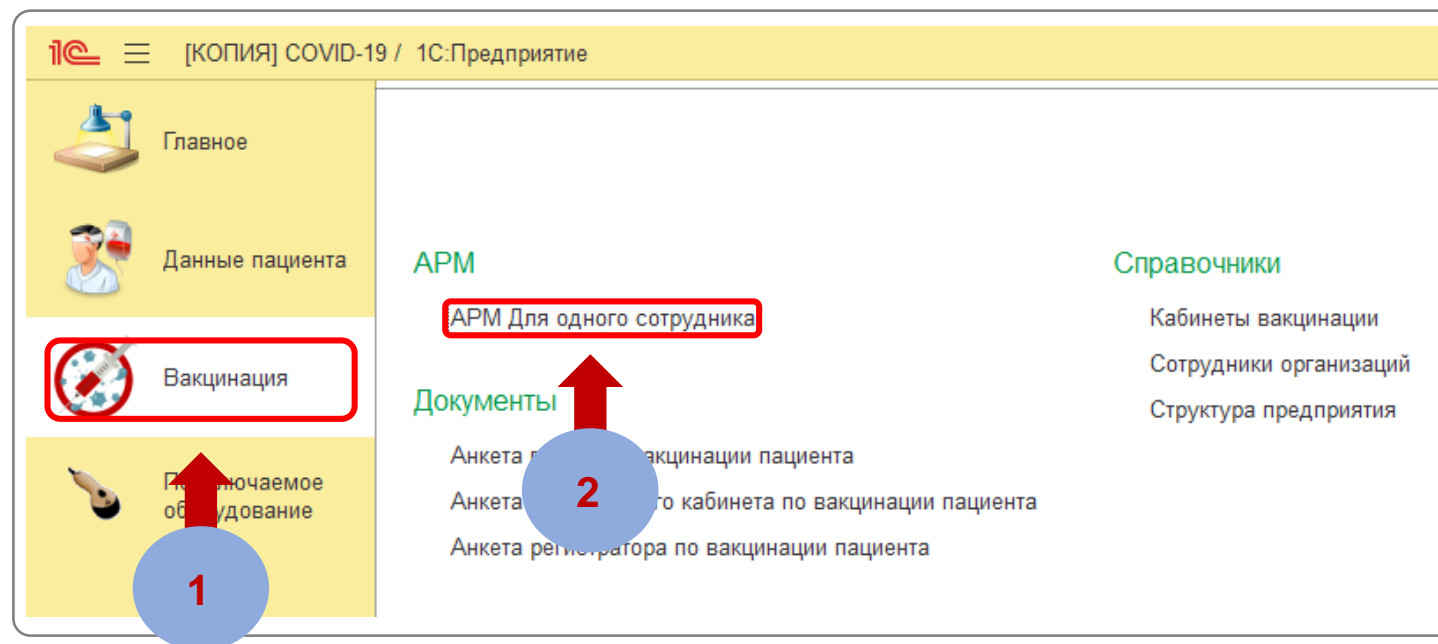 1С [КОПИЯ] COVID-19 / 1С:Предприятие
Главное
Данные пациента
Вакцинация
оборудование
1
АРМ
АРМ Для одного сотрудника
Документы
Анкета вакцинации пациента
Анкета кабинета по вакцинации пациента
Анкета регистратора по вакцинации пациента
2
Справочники
Кабинеты вакцинации
Сотрудники организаций
Структура предприятия